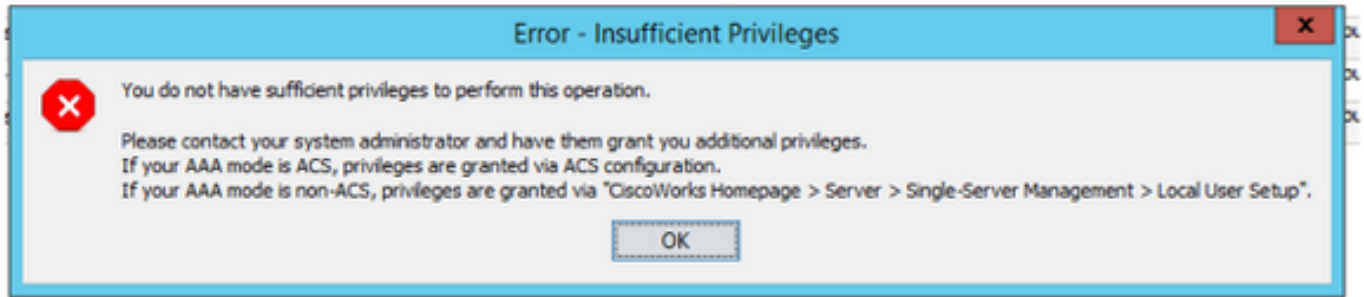 Error - Insufficient Privileges
You do not have sufficient privileges to perform this operation.
Please contact your system administrator and have them grant you additional privileges.
If your AAA mode is ACS, privileges are granted via ACS configuration.
If your AAA mode is non-ACS, privileges are granted via "CiscoWorks Homepage > Server > Single-Server Management > Local User Setup".
OK